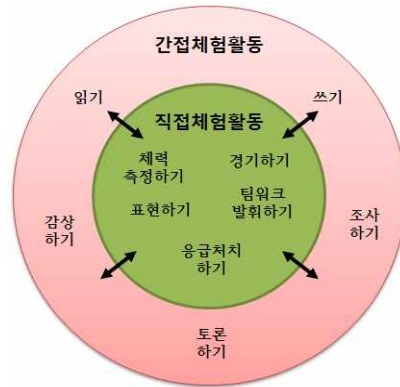 간접체험활동
읽기
쓰기
직접체험활동
체력
측정하기
경기하기
표현하기
팀워크
발휘하기
감상
하기
조사
하기
응급처치
하기
토론
하기